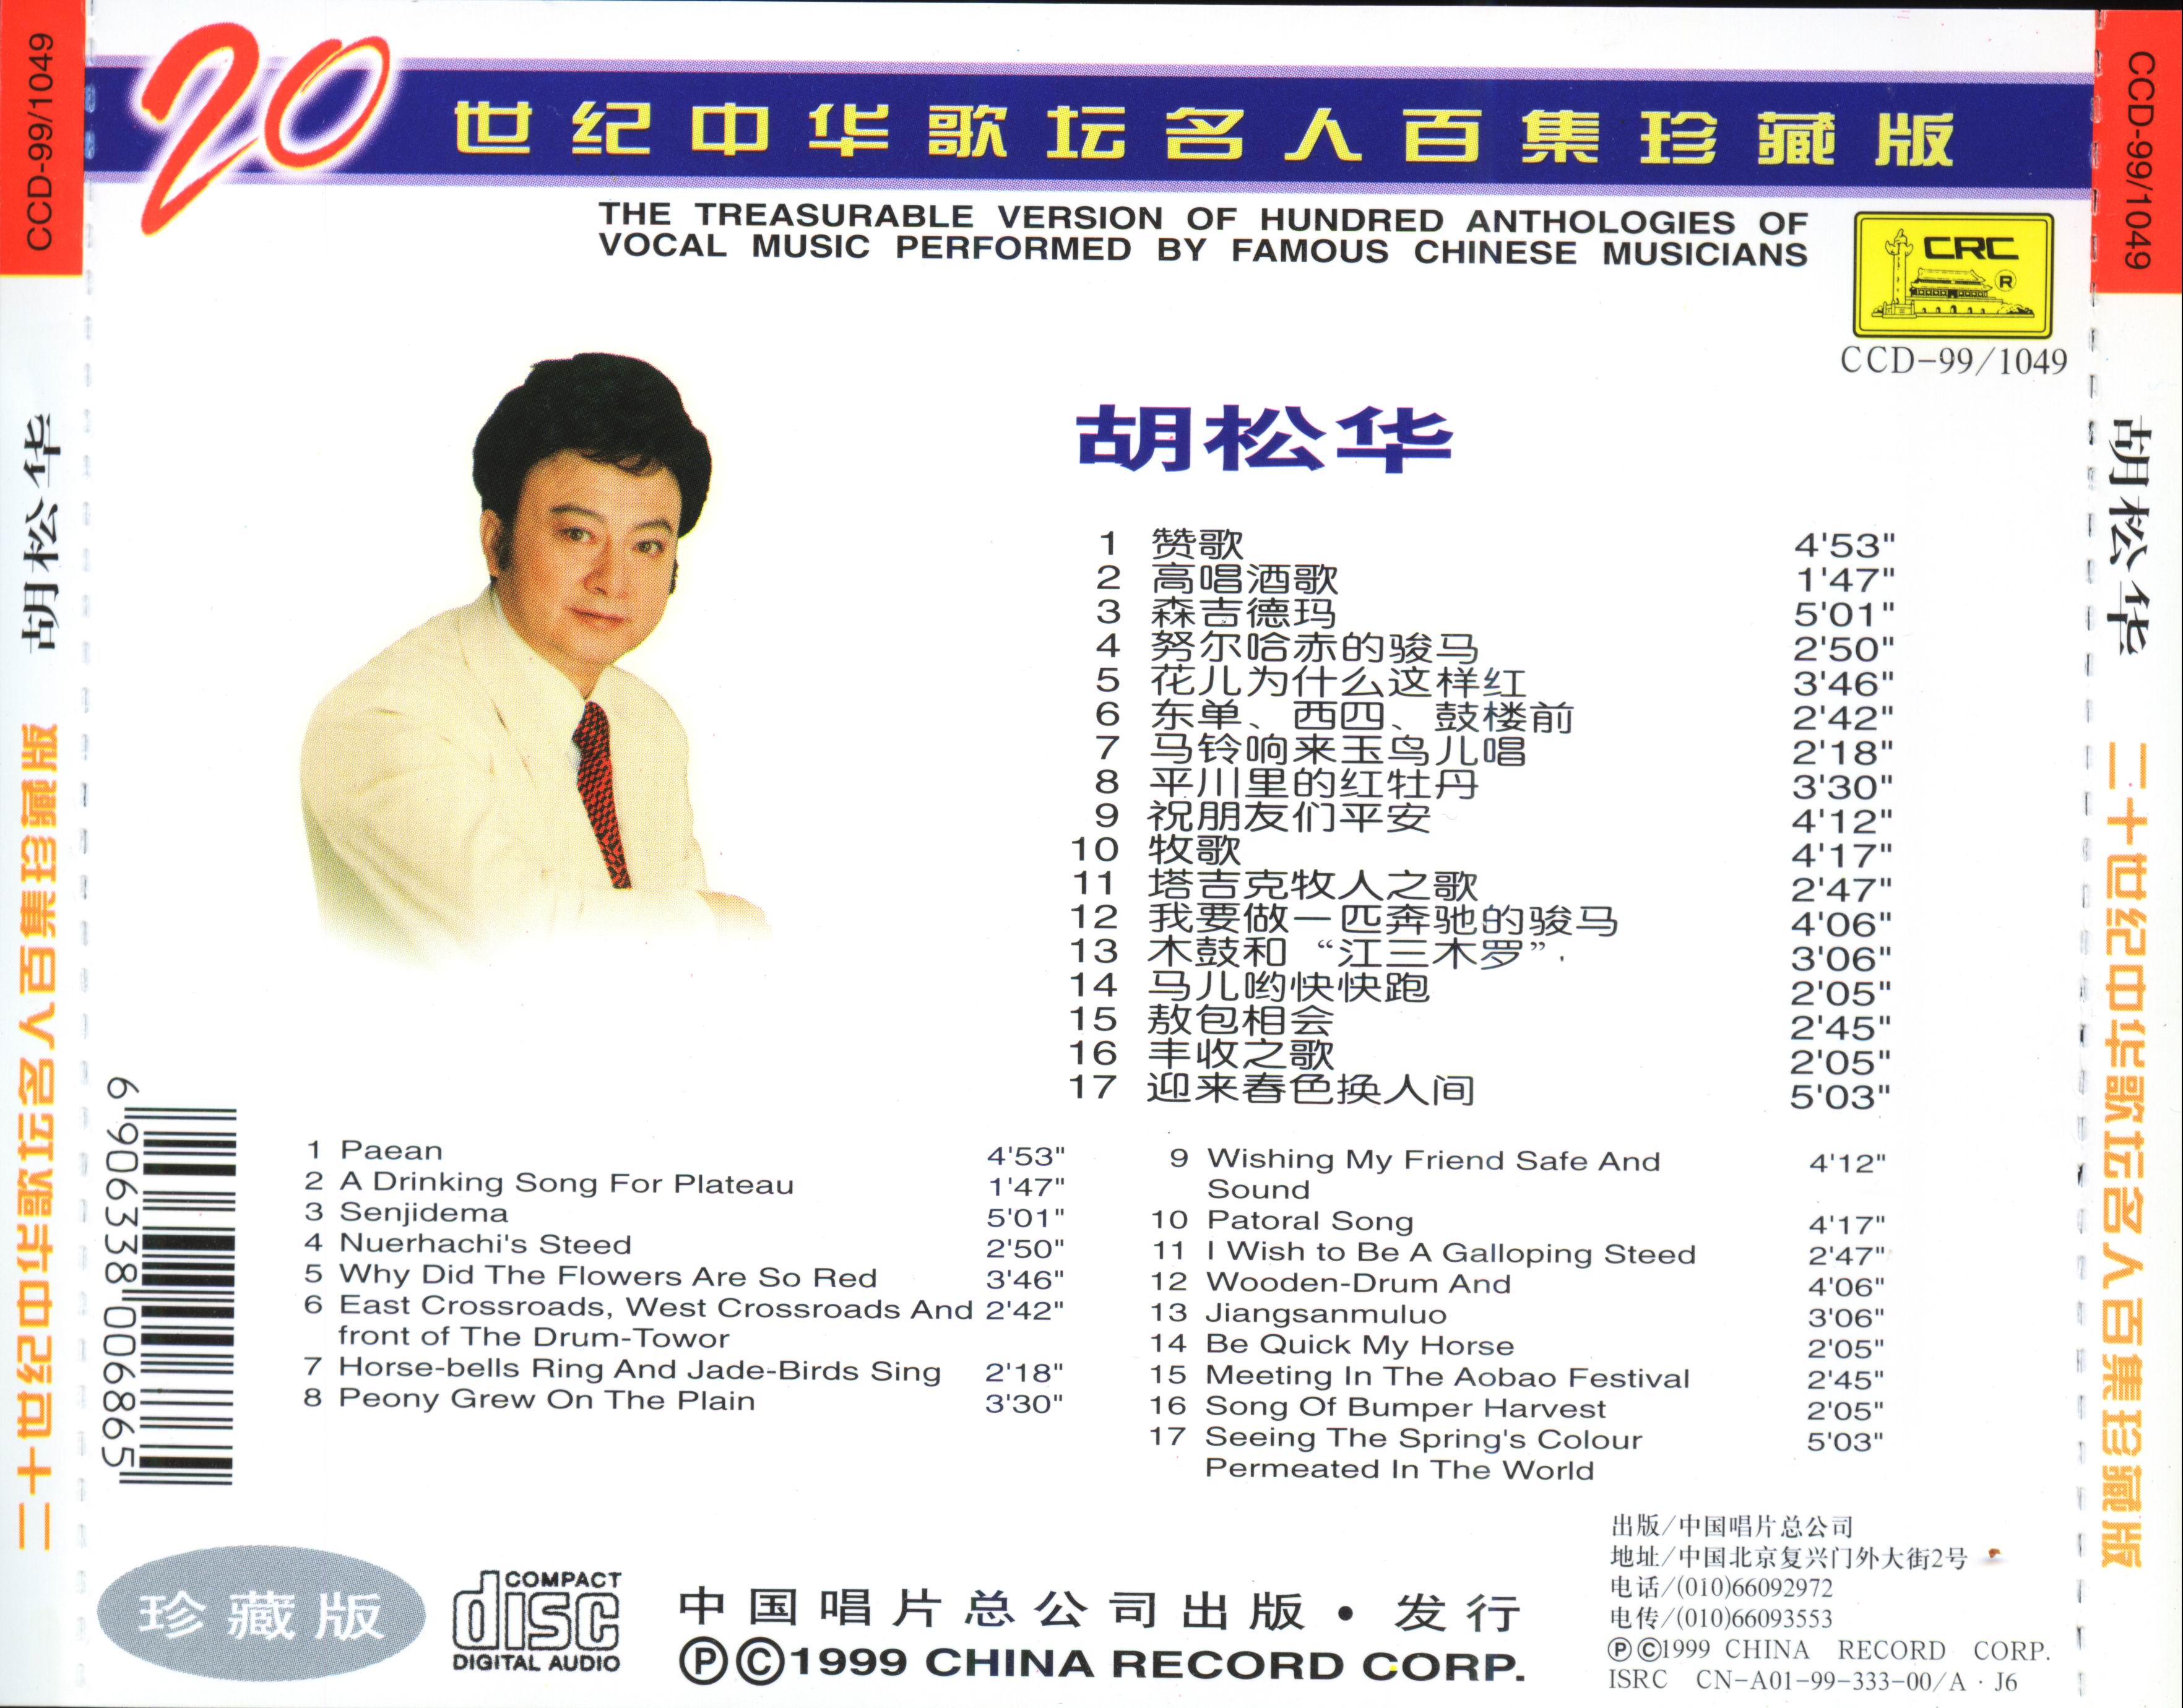 CCD-99/1049
胡松华
二十世纪中华歌坛名人百集珍藏版
20世纪中华歌坛名人百集珍藏版
THE TREASURABLE VERSION OF HUNDRED ANTHOLOGIES OF
VOCAL MUSIC PERFORMED BY FAMOUS CHINESE MUSICIANS
CRC
®
CCD-99/1049
胡松华
1 赞歌 4'53"
2 高唱酒歌 1'47"
3 森吉德玛 5'01"
4 努尔哈赤的骏马 2'50"
5 花儿为什么这样红 3'46"
6 东单、西四、鼓楼前 2'42"
7 马铃响来玉鸟儿唱 2'18"
8 平川里的红牡丹 3'30"
9 祝朋友们平安 4'12"
10 牧歌 4'17"
11 塔吉克牧人之歌 2'47"
12 我要做一匹奔驰的骏马 4'06"
13 木鼓和“江三木罗” 3'06"
14 马儿哟快快跑 2'05"
15 敖包相会 2'45"
16 丰收之歌 2'05"
17 迎来春色换人间 5'03"
1 Paean 4'53"
2 A Drinking Song For Plateau 1'47"
3 Senjidema 5'01"
4 Nuerhachi's Steed 2'50"
5 Why Did The Flowers Are So Red 3'46"
6 East Crossroads, West Crossroads And 2'42"
front of The Drum-Towor
7 Horse-bells Ring And Jade-Birds Sing 2'18"
8 Peony Grew On The Plain 3'30"
9 Wishing My Friend Safe And 4'12"
Sound
10 Patoral Song 4'17"
11 I Wish to Be A Galloping Steed 2'47"
12 Wooden-Drum And 4'06"
13 Jiangsanmuluo 3'06"
14 Be Quick My Horse 2'05"
15 Meeting In The Aobao Festival 2'45"
16 Song Of Bumper Harvest 2'05"
17 Seeing The Spring's Colour 5'03"
Permeated In The World
6 906338 006865
珍藏版
COMPACT
disc
DIGITAL AUDIO
中国唱片总公司出版·发行
℗©1999 CHINA RECORD CORP.
出版/中国唱片总公司
地址/中国北京复兴门外大街2号
电话/(010)66092972
电传/(010)66093553
℗©1999 CHINA RECORD CORP.
ISRC CN-A01-99-333-00/A·J6
CCD-99/1049
胡松华
二十世纪中华歌坛名人百集珍藏版